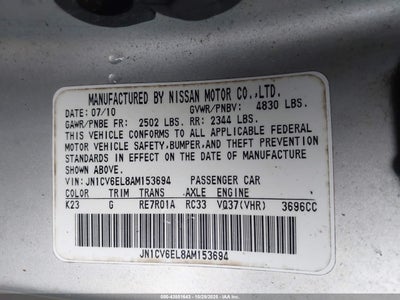 MANUFACTURED BY NISSAN MOTOR CO.,LTD.
DATE: 07/10 GVWR/PNBV: 4830 LBS.
GAWR/PNBE FR: 2502 LBS. RR: 2344 LBS.
THIS VEHICLE CONFORMS TO ALL APPLICABLE FEDERAL
MOTOR VEHICLE SAFETY,BUMPER,AND THEFT PREVENTION
STANDARDS IN EFFECT ON THE DATE OF MANUFACTURE
SHOWN ABOVE.
VIN: JN1CV6EL8AM153694 PASSENGER CAR
COLOR TRIM TRANS AXLE ENGINE
K23 G RE7R01A RC33 VQ37(VHR) 3696CC
JN1CV6EL8AM153694